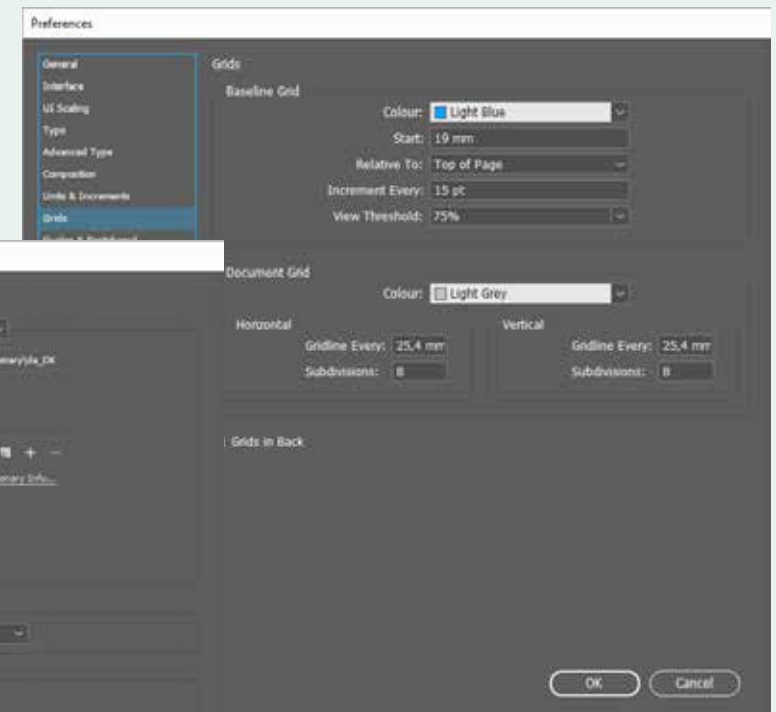 Preferences
General
Interface
UI Scaling
Type
Advanced Type
Composition
Units & Increments
Grids
Grids
Baseline Grid
Colour: Light Blue
Start: 19 mm
Relative To: Top of Page
Increment Every: 15 pt
View Threshold: 75%
Document Grid
Colour: Light Grey
Horizontal
Gridline Every: 25,4 mm
Subdivisions: 8
Vertical
Gridline Every: 25,4 mm
Subdivisions: 8
Grids in Back
onary Info...
OK
Cancel